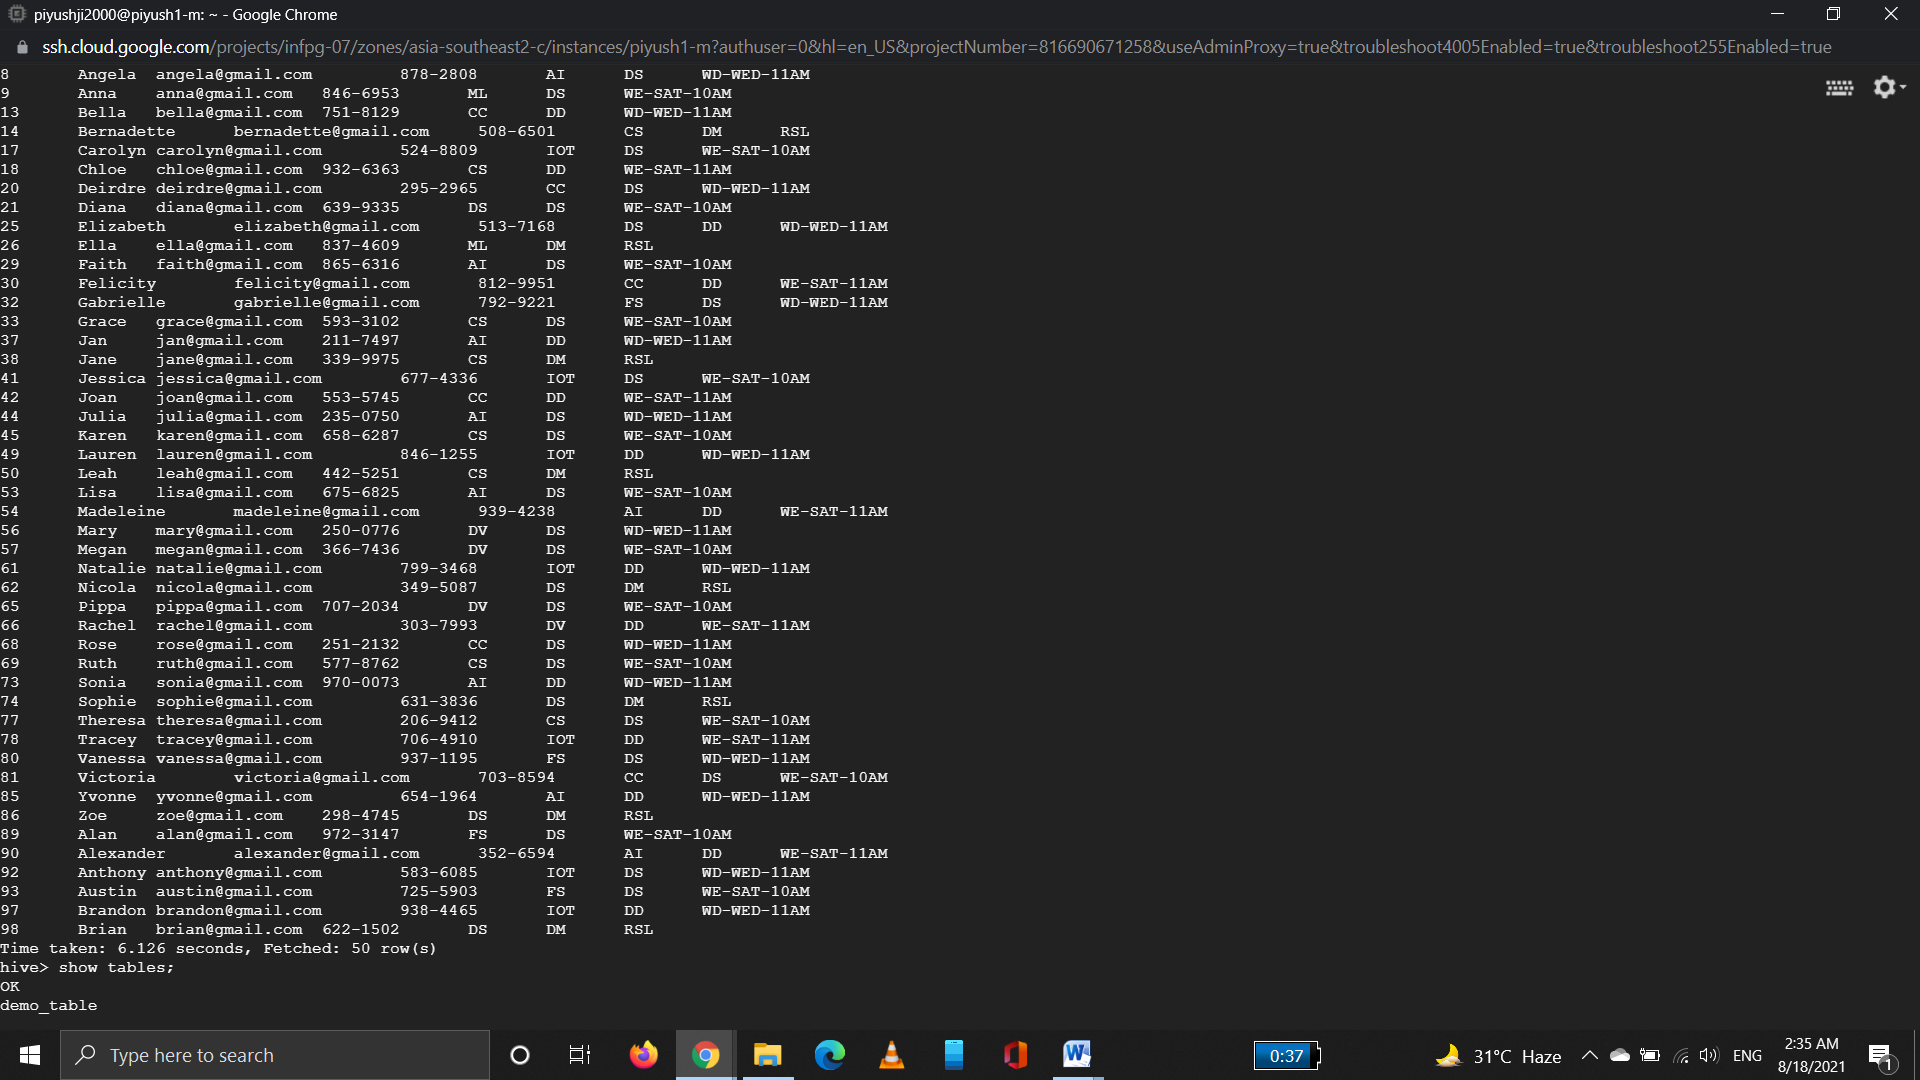 piyushji2000@piyush1-m: ~ - Google Chrome
ssh.cloud.google.com/projects/infpg-07/zones/asia-southeast2-c/instances/piyush1-m?authuser=0&hl=en_US&projectNumber=816690671258&useAdminProxy=true&troubleshoot4005Enabled=true&troubleshoot255Enabled=true
8 Angela angela@gmail.com 878-2808 AI DS WD-WED-11AM
9 Anna anna@gmail.com 846-6953 ML DS WE-SAT-10AM
13 Bella bella@gmail.com 751-8129 CC DD WD-WED-11AM
14 Bernadette bernadette@gmail.com 508-6501 CS DM RSL
17 Carolyn carolyn@gmail.com 524-8809 IOT DS WE-SAT-10AM
18 Chloe chloe@gmail.com 932-6363 CS DD WE-SAT-11AM
20 Deirdre deirdre@gmail.com 295-2965 CC DS WD-WED-11AM
21 Diana diana@gmail.com 639-9335 DS DS WE-SAT-10AM
25 Elizabeth elizabeth@gmail.com 513-7168 DS DD WD-WED-11AM
26 Ella ella@gmail.com 837-4609 ML DM RSL
29 Faith faith@gmail.com 865-6316 AI DS WE-SAT-10AM
30 Felicity felicity@gmail.com 812-9951 CC DD WE-SAT-11AM
32 Gabrielle gabrielle@gmail.com 792-9221 FS DS WD-WED-11AM
33 Grace grace@gmail.com 593-3102 CS DS WE-SAT-10AM
37 Jan jan@gmail.com 211-7497 AI DD WD-WED-11AM
38 Jane jane@gmail.com 339-9975 CS DM RSL
41 Jessica jessica@gmail.com 677-4336 IOT DS WE-SAT-10AM
42 Joan joan@gmail.com 553-5745 CC DD WE-SAT-11AM
44 Julia julia@gmail.com 235-0750 AI DS WD-WED-11AM
45 Karen karen@gmail.com 658-6287 CS DS WE-SAT-10AM
49 Lauren lauren@gmail.com 846-1255 IOT DD WD-WED-11AM
50 Leah leah@gmail.com 442-5251 CS DM RSL
53 Lisa lisa@gmail.com 675-6825 AI DS WE-SAT-10AM
54 Madeleine madeleine@gmail.com 939-4238 AI DD WE-SAT-11AM
56 Mary mary@gmail.com 250-0776 DV DS WD-WED-11AM
57 Megan megan@gmail.com 366-7436 DV DS WE-SAT-10AM
61 Natalie natalie@gmail.com 799-3468 IOT DD WD-WED-11AM
62 Nicola nicola@gmail.com 349-5087 DS DM RSL
65 Pippa pippa@gmail.com 707-2034 DV DS WE-SAT-10AM
66 Rachel rachel@gmail.com 303-7993 DV DD WE-SAT-11AM
68 Rose rose@gmail.com 251-2132 CC DS WD-WED-11AM
69 Ruth ruth@gmail.com 577-8762 CS DS WE-SAT-10AM
73 Sonia sonia@gmail.com 970-0073 AI DD WD-WED-11AM
74 Sophie sophie@gmail.com 631-3836 DS DM RSL
77 Theresa theresa@gmail.com 206-9412 CS DS WE-SAT-10AM
78 Tracey tracey@gmail.com 706-4910 IOT DD WE-SAT-11AM
80 Vanessa vanessa@gmail.com 937-1195 FS DS WD-WED-11AM
81 Victoria victoria@gmail.com 703-8594 CC DS WE-SAT-10AM
85 Yvonne yvonne@gmail.com 654-1964 AI DD WD-WED-11AM
86 Zoe zoe@gmail.com 298-4745 DS DM RSL
89 Alan alan@gmail.com 972-3147 FS DS WE-SAT-10AM
90 Alexander alexander@gmail.com 352-6594 AI DD WE-SAT-11AM
92 Anthony anthony@gmail.com 583-6085 IOT DS WD-WED-11AM
93 Austin austin@gmail.com 725-5903 FS DS WE-SAT-10AM
97 Brandon brandon@gmail.com 938-4465 IOT DD WD-WED-11AM
98 Brian brian@gmail.com 622-1502 DS DM RSL
Time taken: 6.126 seconds, Fetched: 50 row(s)
hive> show tables;
OK
demo_table
Type here to search
0:37
31°C Haze
ENG
2:35 AM
8/18/2021
1